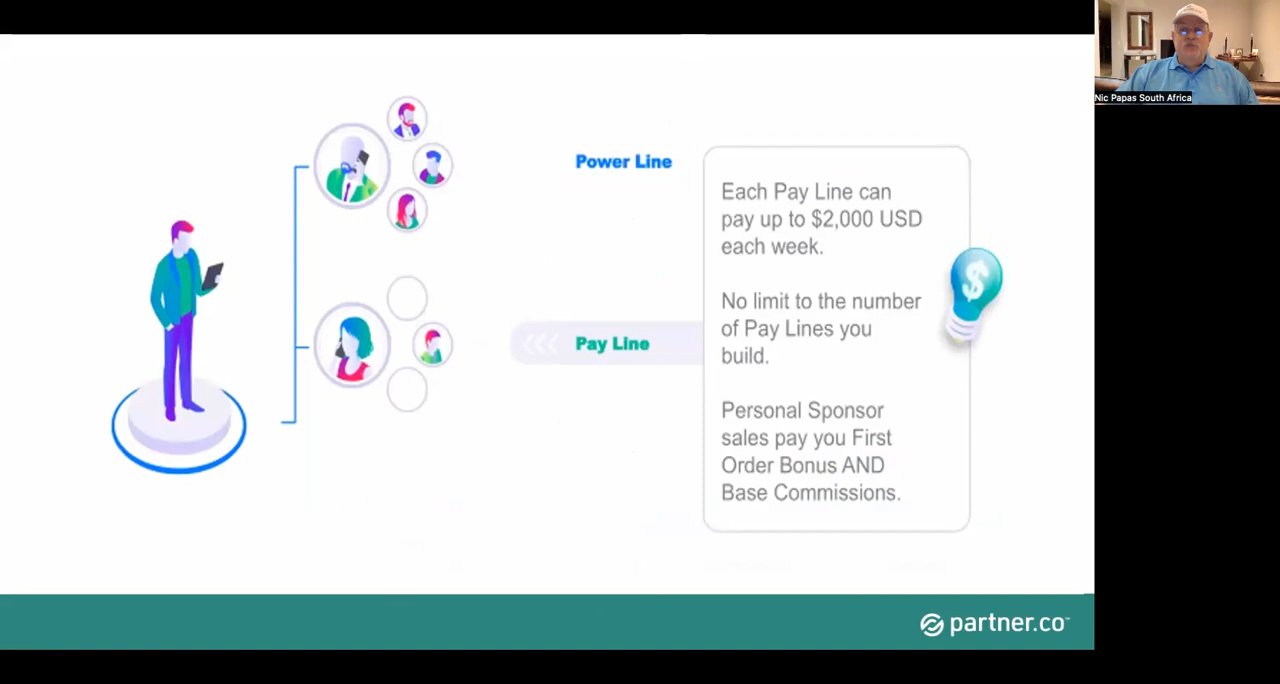 Nic Papas South Africa
Power Line
Each Pay Line can
pay up to $2,000 USD
each week.
No limit to the number
of Pay Lines you
build.
Pay Line
Personal Sponsor
sales pay you First
Order Bonus AND
Base Commissions.
$
partner.co™